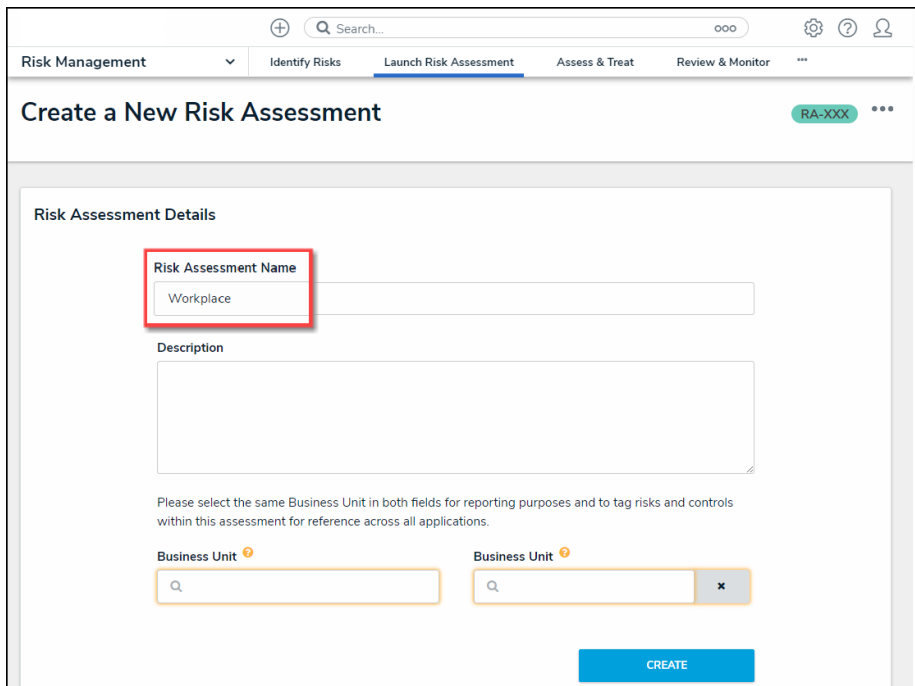 Search...
Risk Management Identify Risks Launch Risk Assessment Assess & Treat Review & Monitor
Create a New Risk Assessment RA-XXX
Risk Assessment Details
Risk Assessment Name
Workplace
Description
Please select the same Business Unit in both fields for reporting purposes and to tag risks and controls
within this assessment for reference across all applications.
Business Unit Business Unit
CREATE